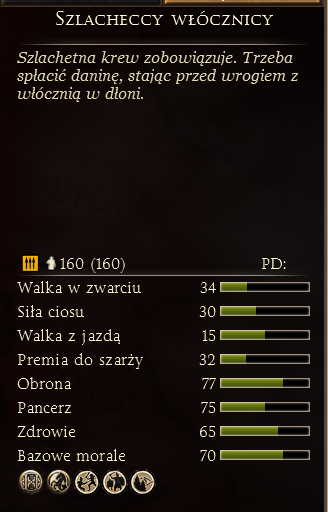 Szlacheccy włócznicy
Szlachetna krew zobowiązuje. Trzeba
spłacić daninę, stając przed wrogiem z
włócznią w dłoni.
160 (160) PD:
Walka w zwarciu 34
Siła ciosu 30
Walka z jazdą 15
Premia do szarży 32
Obrona 77
Pancerz 75
Zdrowie 65
Bazowe morale 70